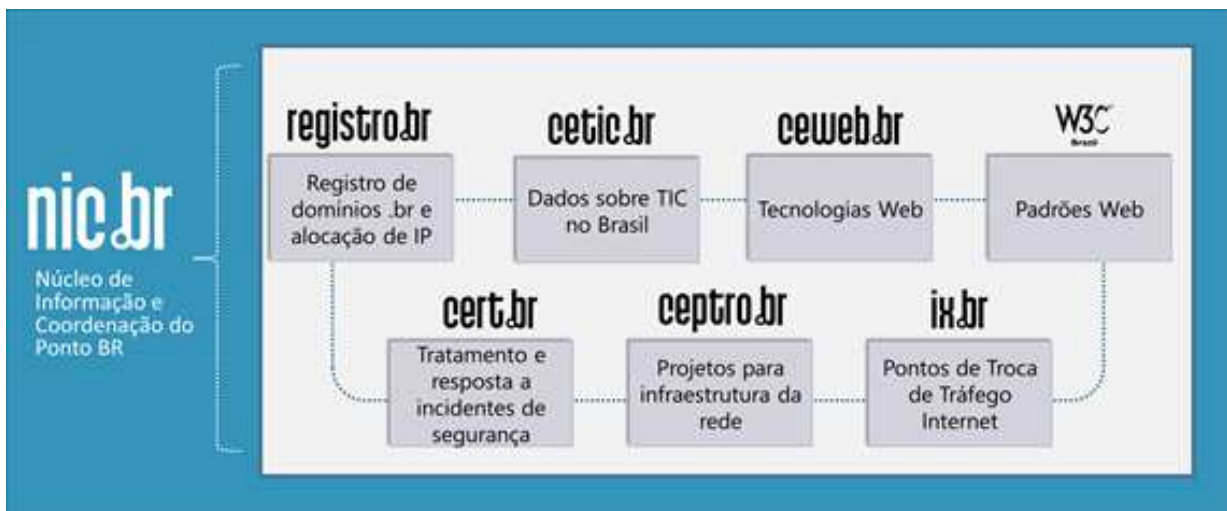 nic.br
Núcleo de
Informação e
Coordenação do
Ponto BR
registro.br
Registro de
domínios .br e
alocação de IP
cetic.br
Dados sobre TIC
no Brasil
ceweb.br
Tecnologias Web
W3C
Brazil
Padrões Web
cert.br
Tratamento e
resposta a
incidentes de
segurança
ceptro.br
Projetos para
infraestrutura da
rede
ix.br
Pontos de Troca
de Tráfego
Internet